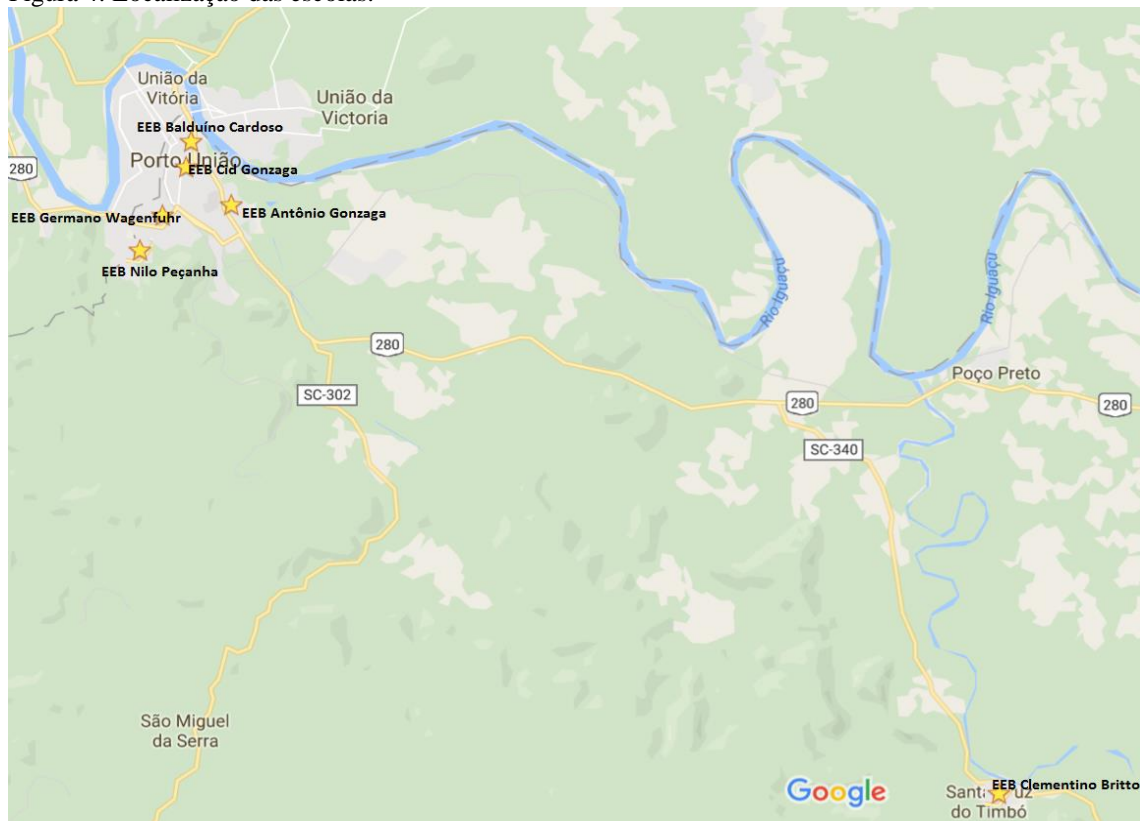 União da
Vitória
União da
Victoria
EEB Balduíno Cardoso
Porto União
EEB Cid Gonzaga
280
EEB Antônio Gonzaga
EEB Germano Wagenfuhr
EEB Nilo Peçanha
Rio Iguaçu
Rio Iguaçu
280
Poço Preto
SC-302
280
280
SC-340
São Miguel
da Serra
Google
EEB Clementino Britto
do Timbó